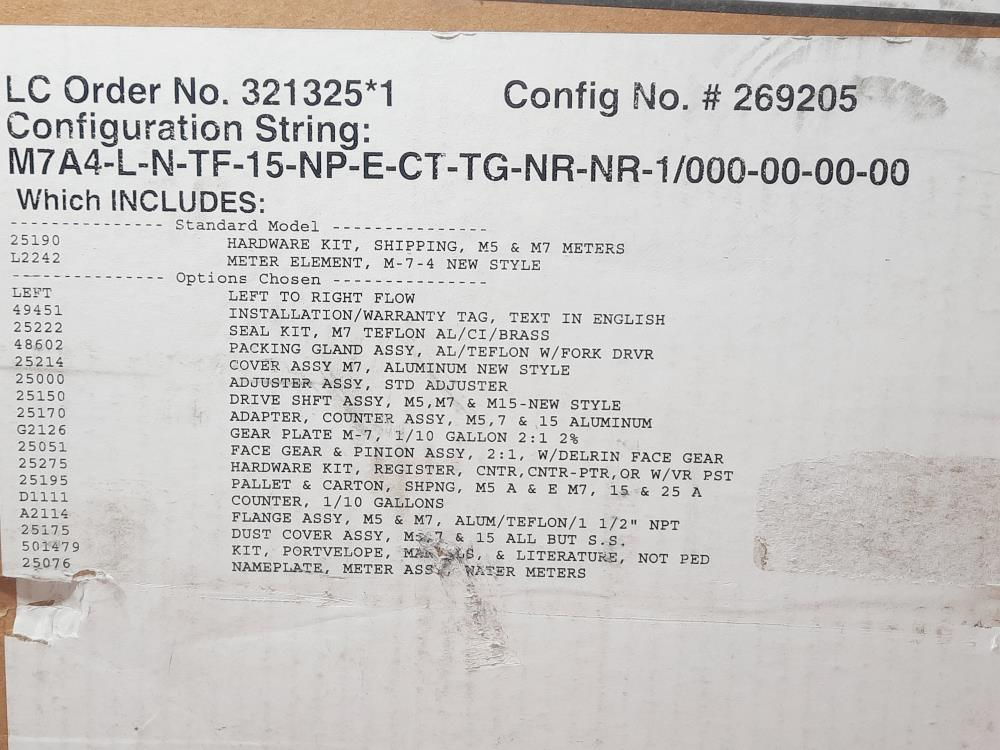 LC Order No. 321325*1 Config No. # 269205
Configuration String:
M7A4-L-N-TF-15-NP-E-CT-TG-NR-NR-1/000-00-00-00
Which INCLUDES:
--------------- Standard Model ---------------
25190 HARDWARE KIT, SHIPPING, M5 & M7 METERS
L2242 METER ELEMENT, M-7-4 NEW STYLE
--------------- Options Chosen ---------------
LEFT LEFT TO RIGHT FLOW
49451 INSTALLATION/WARRANTY TAG, TEXT IN ENGLISH
25222 SEAL KIT, M7 TEFLON AL/CI/BRASS
48602 PACKING GLAND ASSY, AL/TEFLON W/FORK DRVR
25214 COVER ASSY M7, ALUMINUM NEW STYLE
25000 ADJUSTER ASSY, STD ADJUSTER
25150 DRIVE SHFT ASSY, M5,M7 & M15-NEW STYLE
25170 ADAPTER, COUNTER ASSY, M5,7 & 15 ALUMINUM
G2126 GEAR PLATE M-7, 1/10 GALLON 2:1 2%
25051 FACE GEAR & PINION ASSY, 2:1, W/DELRIN FACE GEAR
25275 HARDWARE KIT, REGISTER, CNTR,CNTR-PTR,OR W/VR PST
25195 PALLET & CARTON, SHPNG, M5 A & E M7, 15 & 25 A
D1111 COUNTER, 1/10 GALLONS
A2114 FLANGE ASSY, M5 & M7, ALUM/TEFLON/1 1/2" NPT
25175 DUST COVER ASSY, M5,7 & 15 ALL BUT S.S.
501479 KIT, PORTVELOPE, MANUALS, & LITERATURE, NOT PED
25076 NAMEPLATE, METER ASSY, WATER METERS